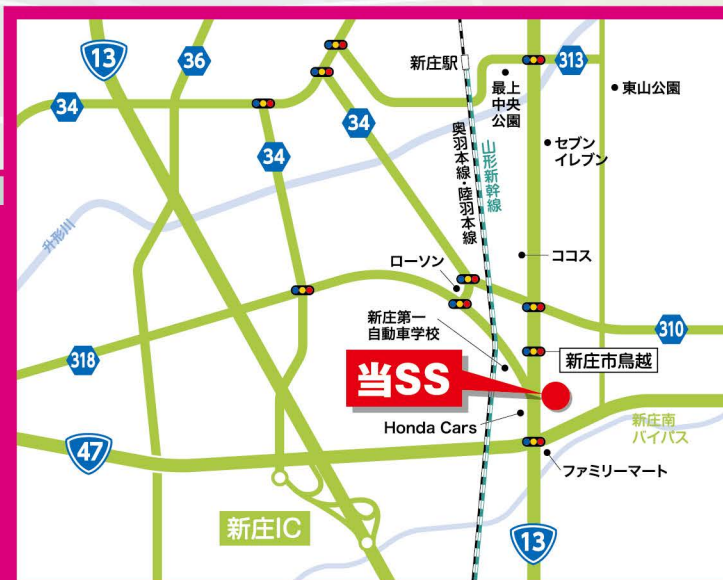 13
36
新庄駅
313
最上
中央
公園
東山公園
34
34
34
奥羽本線・陸羽本線
山形新幹線
セブン
イレブン
升形川
ローソン
ココス
新庄第一
自動車学校
310
318
当SS
新庄市鳥越
Honda Cars
新庄南
バイパス
47
ファミリーマート
新庄IC
13